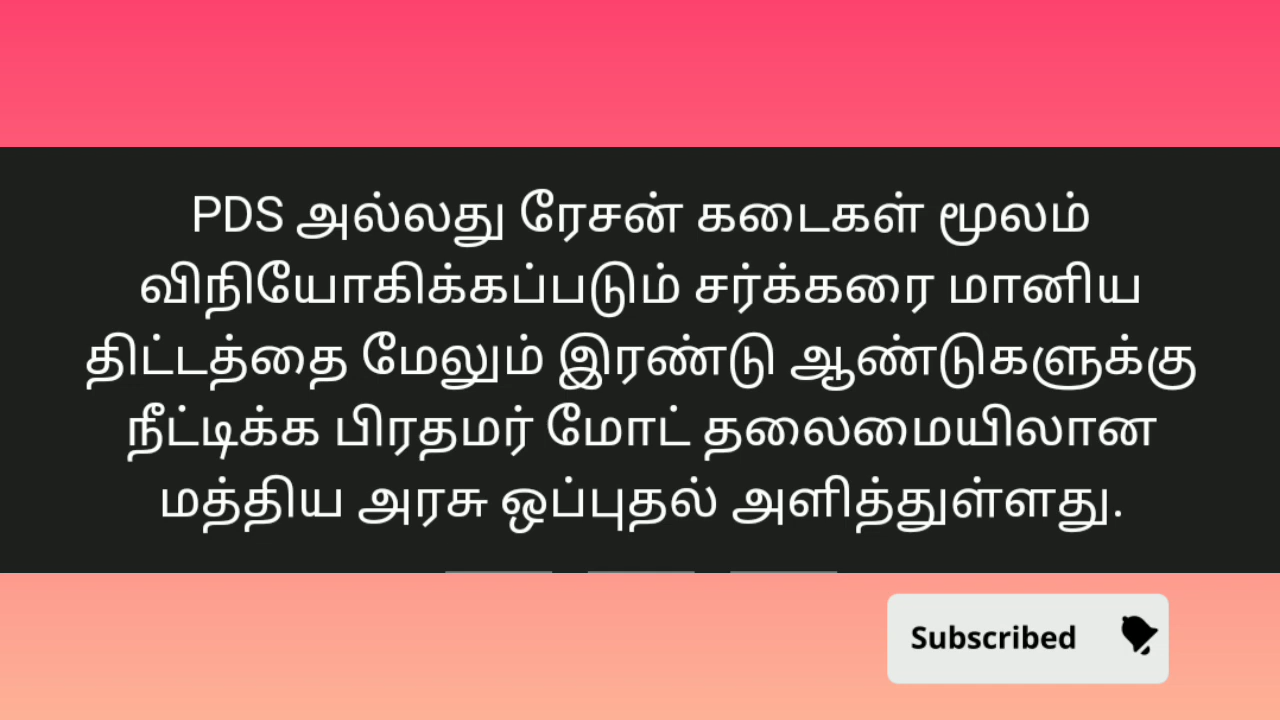 PDS அல்லது ரேசன் கடைகள் மூலம்
விநியோகிக்கப்படும் சர்க்கரை மானிய
திட்டத்தை மேலும் இரண்டு ஆண்டுகளுக்கு
நீட்டிக்க பிரதமர் மோட் தலைமையிலான
மத்திய அரசு ஒப்புதல் அளித்துள்ளது.
Subscribed